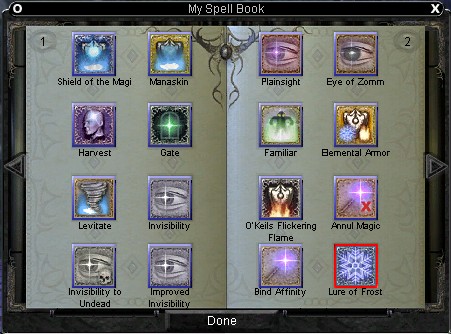 O My Spell Book X
1
Shield of the Magi Manaskin
Harvest Gate
Levitate Invisibility
Invisibility to Improved
Undead Invisibility
2
Plainsight Eye of Zomm
Familiar Elemental Armor
O'Keils Flickering Annul Magic
Flame
Bind Affinity Lure of Frost
Done